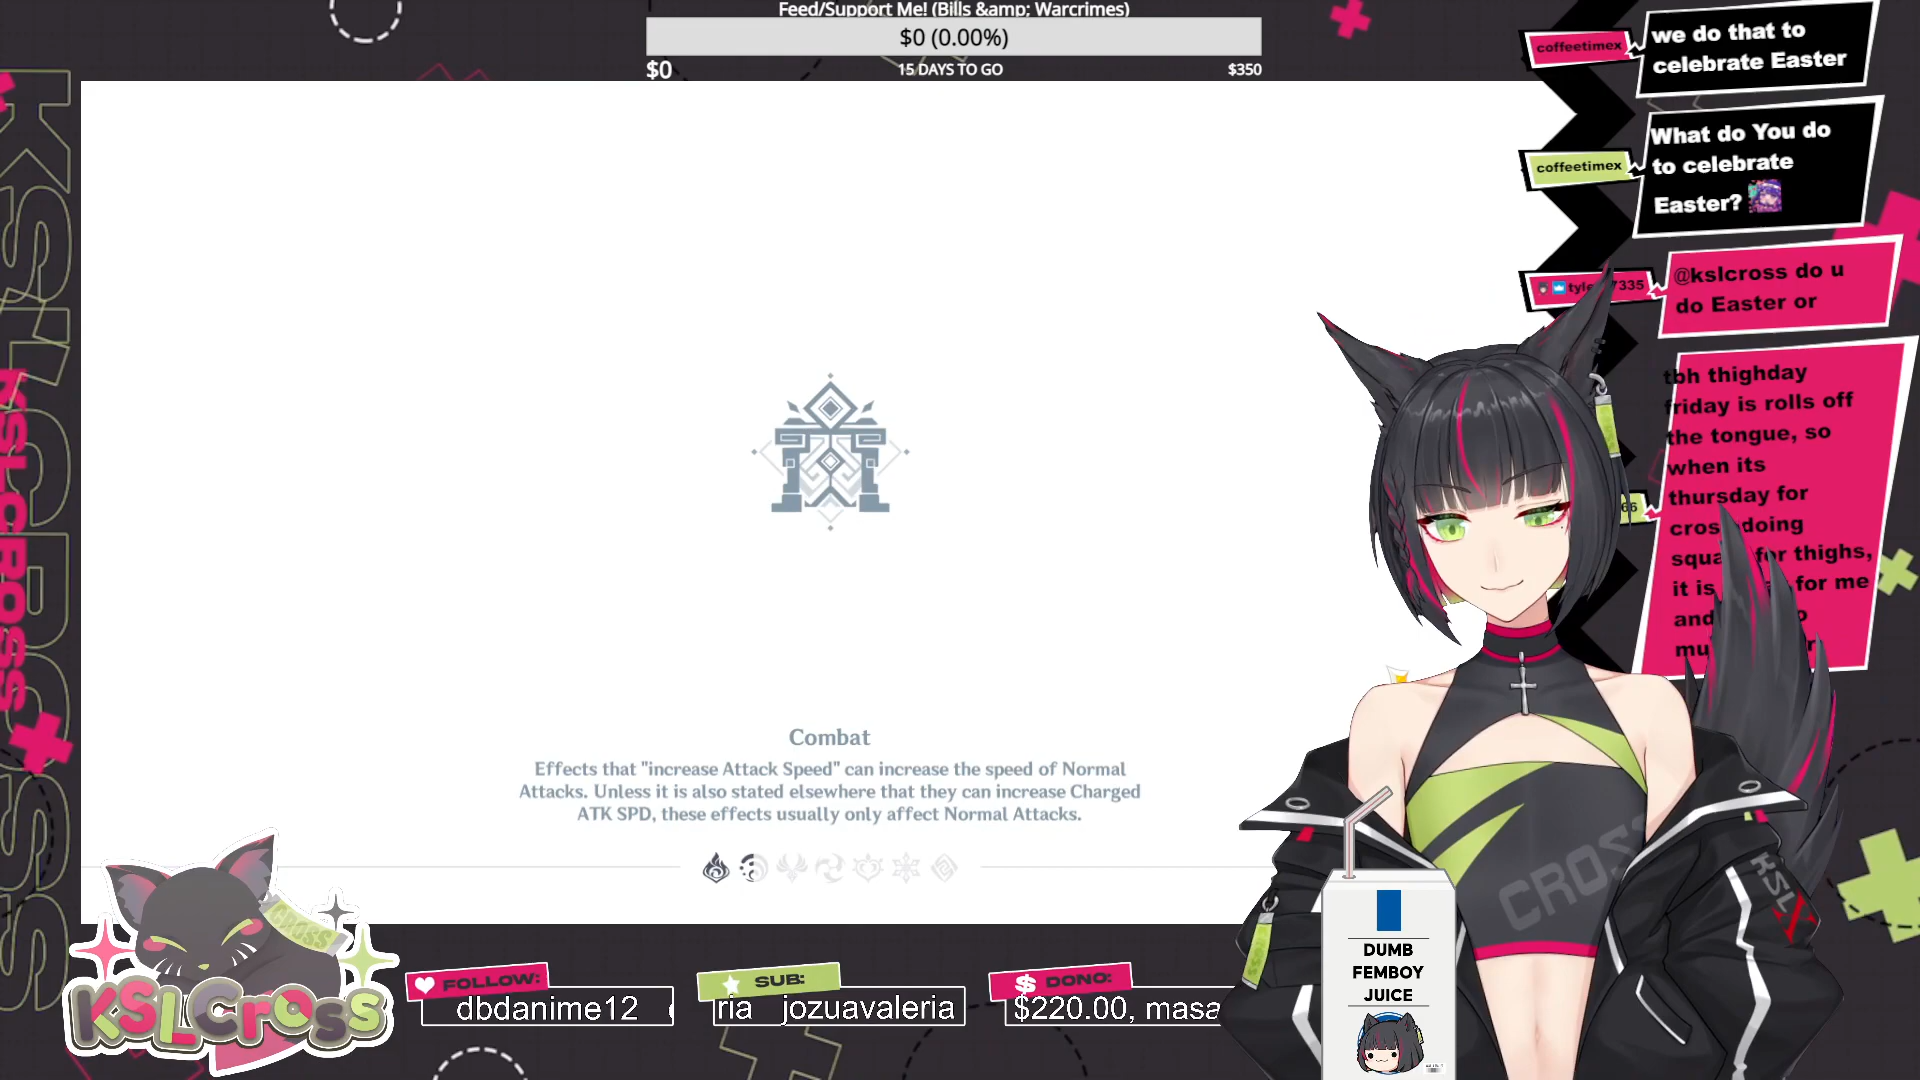 Feed/Support Me! (Bills &amp; Warcrimes)
$0 (0.00%)
$0
15 DAYS TO GO
$350
coffeetimex
we do that to
celebrate Easter
coffeetimex
What do You do
to celebrate
Easter?
@kslcross do u
do Easter or
tbh thighday
friday is rolls off
the tongue, so
when its
thursday for
doing
for thighs,
it is
for me
and
KSLCROSS
KSLCROSS
Combat
Effects that "increase Attack Speed" can increase the speed of Normal
Attacks. Unless it is also stated elsewhere that they can increase Charged
ATK SPD, these effects usually only affect Normal Attacks.
CROSS
KSLCross
FOLLOW:
dbdanime12
SUB:
ria jozuavaleria
DONO:
$220.00, masa
CROSS
KSL
DUMB
FEMBOY
JUICE